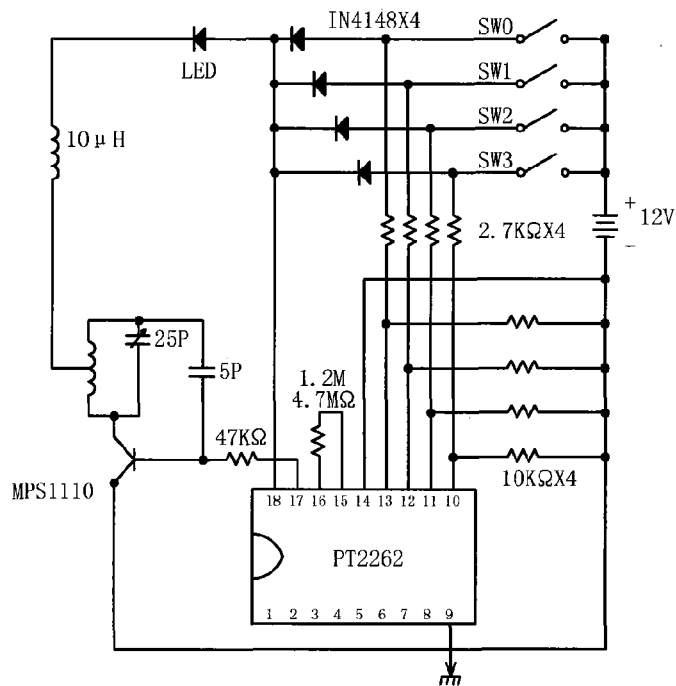 IN4148X4
SW0
LED
SW1
10μH
SW2
SW3
2.7KΩX4
+
12V
-
25P
5P
1.2M
4.7MΩ
47KΩ
MPS1110
10KΩX4
18 17 16 15 14 13 12 11 10
PT2262
1 2 3 4 5 6 7 8 9